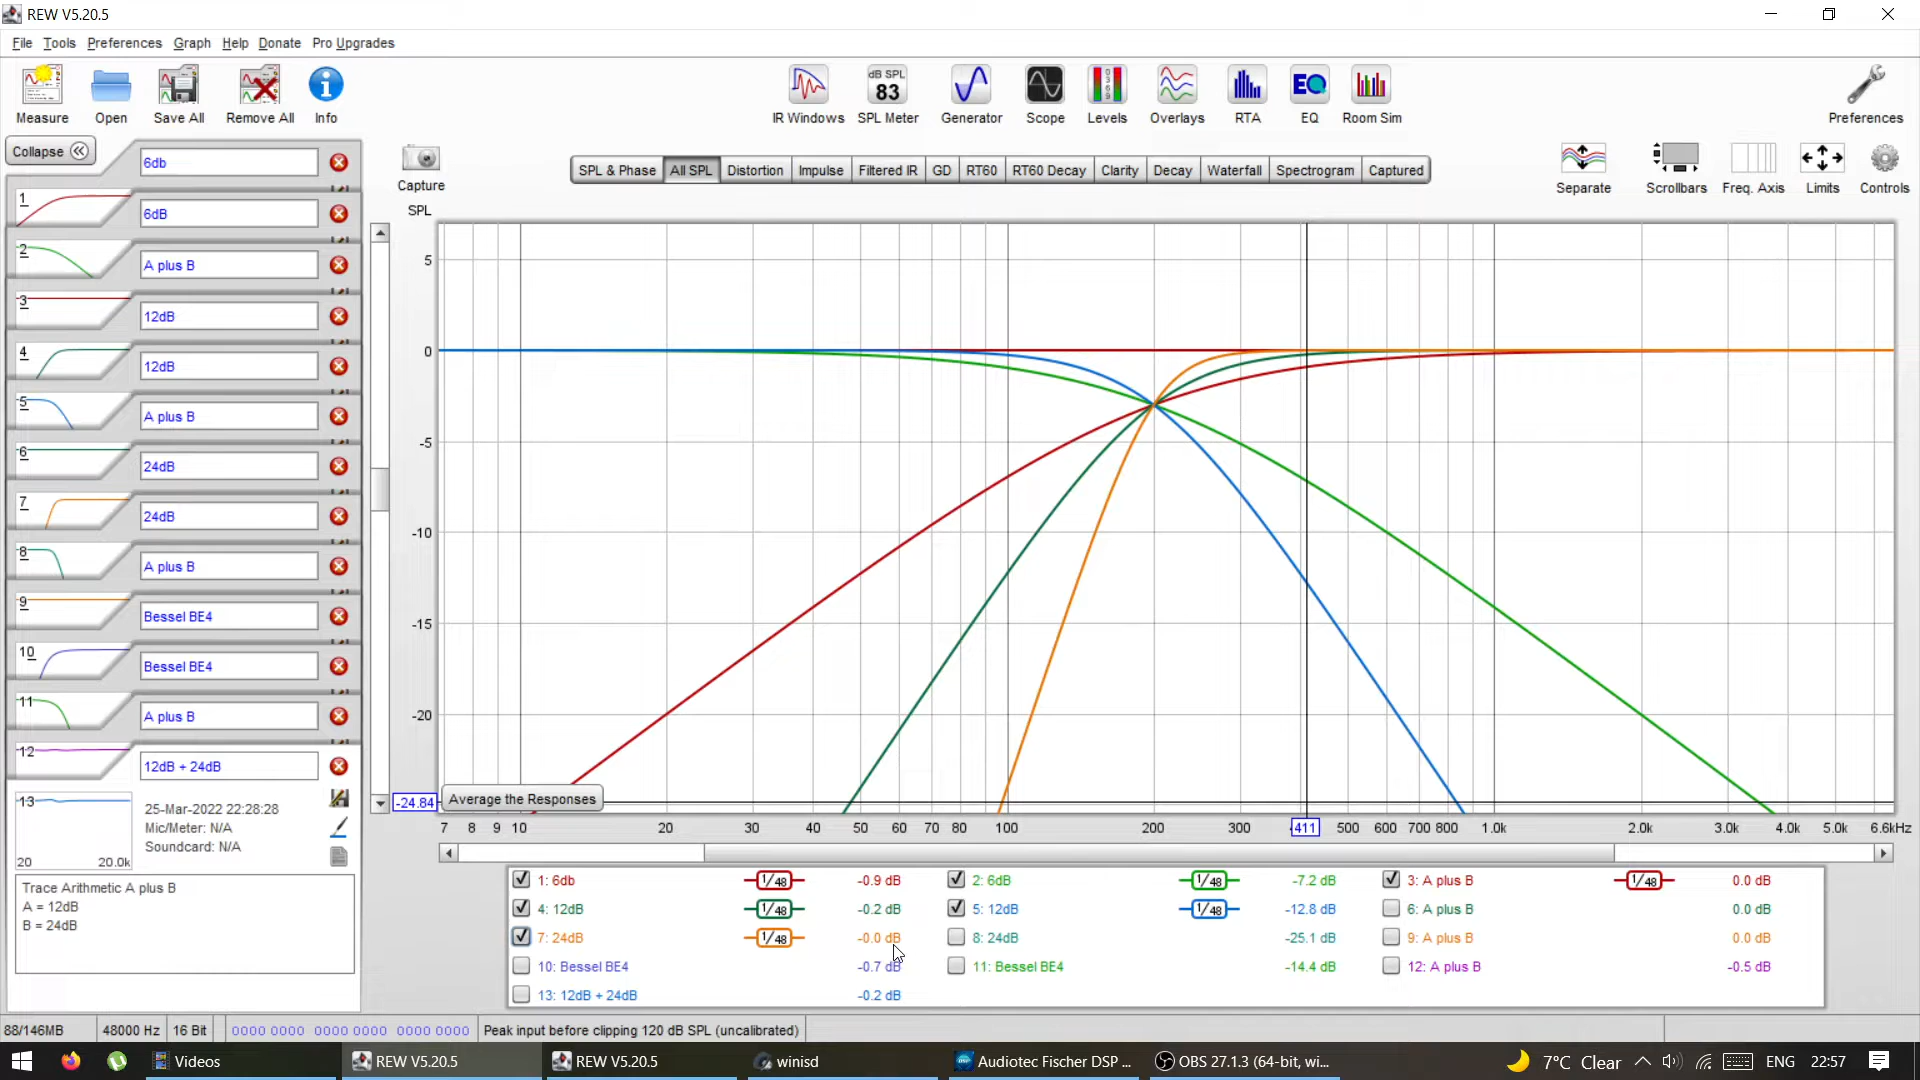 REW V5.20.5
File Tools Preferences Graph Help Donate Pro Upgrades
dB SPL
83
EQ
Measure Open Save All Remove All Info IR Windows SPL Meter Generator Scope Levels Overlays RTA EQ Room Sim Preferences
Collapse
6db
SPL & Phase All SPL Distortion Impulse Filtered IR GD RT60 RT60 Decay Clarity Decay Waterfall Spectrogram Captured
Capture Separate Scrollbars Freq. Axis Limits Controls
SPL
1
6dB
2
A plus B
3
12dB
4
12dB
5
A plus B
6
24dB
7
24dB
8
A plus B
9
Bessel BE4
10
Bessel BE4
11
A plus B
12
12dB + 24dB
13
25-Mar-2022 22:28:28
Mic/Meter: N/A
Soundcard: N/A
20 20.0k
Trace Arithmetic A plus B
A = 12dB
B = 24dB
5
0
-5
-10
-15
-20
-24.84
Average the Responses
7 8 9 10 20 30 40 50 60 70 80 100 200 300 411 500 600 700 800 1.0k 2.0k 3.0k 4.0k 5.0k 6.6kHz
1: 6db 1/48 -0.9 dB 2: 6dB 1/48 -7.2 dB 3: A plus B 1/48 0.0 dB
4: 12dB 1/48 -0.2 dB 5: 12dB 1/48 -12.8 dB 6: A plus B 0.0 dB
7: 24dB 1/48 -0.0 dB 8: 24dB -25.1 dB 9: A plus B 0.0 dB
10: Bessel BE4 -0.7 dB 11: Bessel BE4 -14.4 dB 12: A plus B -0.5 dB
13: 12dB + 24dB -0.2 dB
88/146MB 48000 Hz 16 Bit 0000 0000 0000 0000 0000 0000 Peak input before clipping 120 dB SPL (uncalibrated)
Videos REW V5.20.5 REW V5.20.5 winisd Audiotec Fischer DSP ... OBS 27.1.3 (64-bit, wi... 7°C Clear ENG 22:57